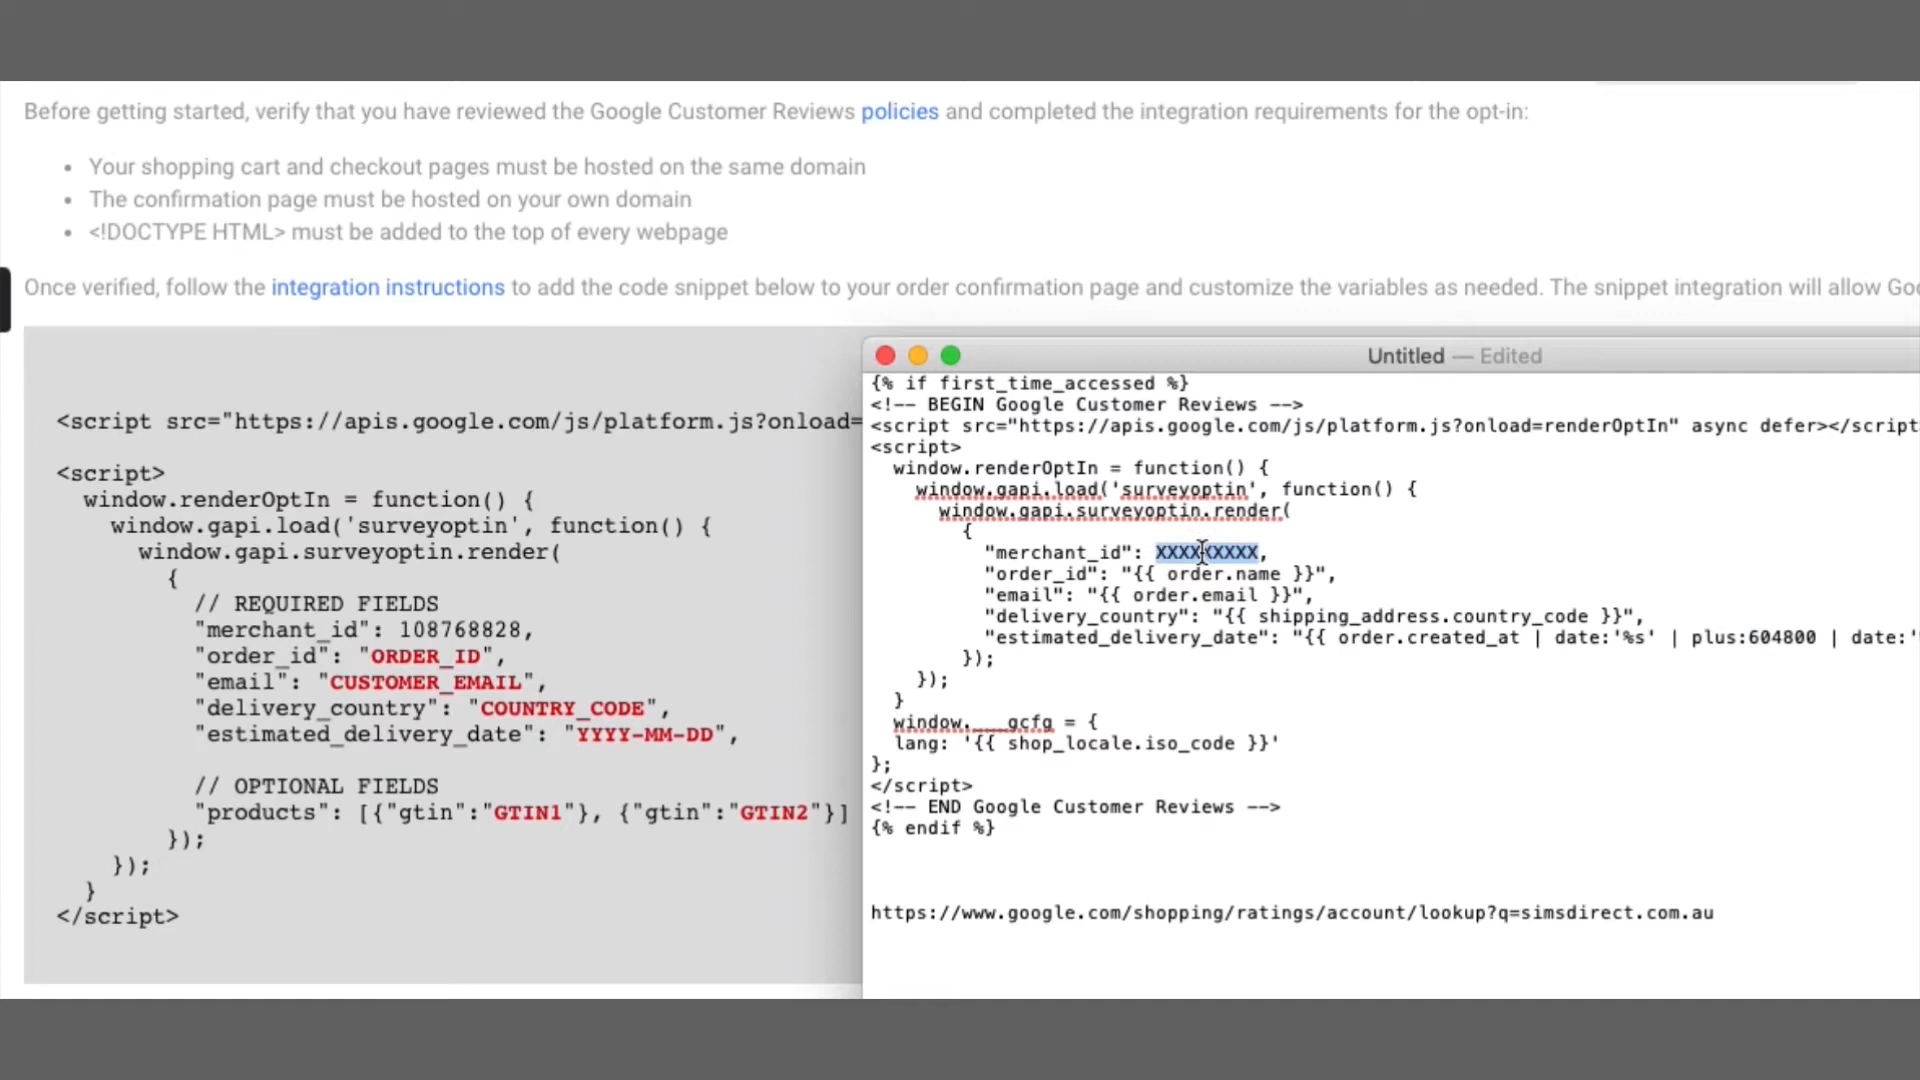 Before getting started, verify that you have reviewed the Google Customer Reviews policies and completed the integration requirements for the opt-in:
• Your shopping cart and checkout pages must be hosted on the same domain
• The confirmation page must be hosted on your own domain
• <!DOCTYPE HTML> must be added to the top of every webpage
Once verified, follow the integration instructions to add the code snippet below to your order confirmation page and customize the variables as needed. The snippet integration will allow Goo
<script src="https://apis.google.com/js/platform.js?onload=
<script>
window.renderOptIn = function() {
window.gapi.load('surveyoptin', function() {
window.gapi.surveyoptin.render(
{
// REQUIRED FIELDS
"merchant_id": 108768828,
"order_id": "ORDER_ID",
"email": "CUSTOMER_EMAIL",
"delivery_country": "COUNTRY_CODE",
"estimated_delivery_date": "YYYY-MM-DD",
// OPTIONAL FIELDS
"products": [{"gtin":"GTIN1"}, {"gtin":"GTIN2"}]
});
});
}
</script>
Untitled — Edited
{% if first_time_accessed %}
<!-- BEGIN Google Customer Reviews -->
<script src="https://apis.google.com/js/platform.js?onload=renderOptIn" async defer></script
<script>
window.renderOptIn = function() {
window.gapi.load('surveyoptin', function() {
window.gapi.surveyoptin.render(
{
"merchant_id": XXXXXXXXX,
"order_id": "{{ order.name }}",
"email": "{{ order.email }}",
"delivery_country": "{{ shipping_address.country_code }}",
"estimated_delivery_date": "{{ order.created_at | date:'%s' | plus:604800 | date:'
});
});
}
window.___gcfg = {
lang: '{{ shop_locale.iso_code }}'
};
</script>
<!-- END Google Customer Reviews -->
{% endif %}
https://www.google.com/shopping/ratings/account/lookup?q=simsdirect.com.au